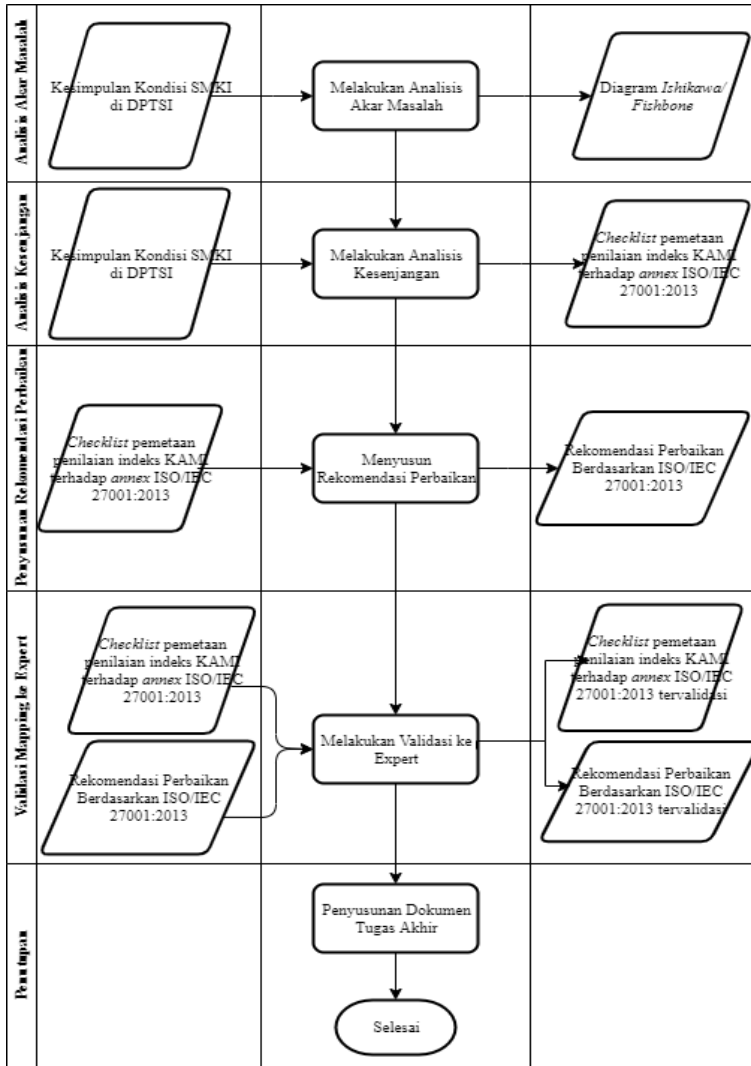 Analisis Akar Masalah
Kesimpulan Kondisi SMKI
di DPTSI
Melakukan Analisis
Akar Masalah
Diagram Ishikawa/
Fishbone
Analisis Kesenjangan
Kesimpulan Kondisi SMKI
di DPTSI
Melakukan Analisis
Kesenjangan
Checklist pemetaan
penilaian indeks KAMI
terhadap annex ISO/IEC
27001:2013
Penyusunan Rekomendasi Perbaikan
Checklist pemetaan
penilaian indeks KAMI
terhadap annex ISO/IEC
27001:2013
Menyusun
Rekomendasi Perbaikan
Rekomendasi Perbaikan
Berdasarkan ISO/IEC
27001:2013
Validasi Mapping ke Expert
Checklist pemetaan
penilaian indeks KAMI
terhadap annex ISO/IEC
27001:2013
Rekomendasi Perbaikan
Berdasarkan ISO/IEC
27001:2013
Melakukan Validasi ke
Expert
Checklist pemetaan
penilaian indeks KAMI
terhadap annex ISO/IEC
27001:2013 tervalidasi
Rekomendasi Perbaikan
Berdasarkan ISO/IEC
27001:2013 tervalidasi
Penutupan
Penyusunan Dokumen
Tugas Akhir
Selesai